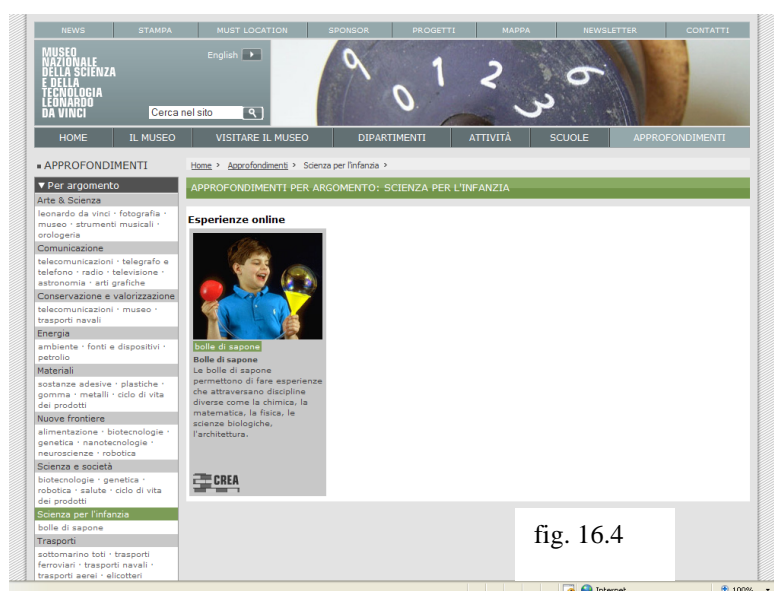 NEWS STAMPA MUST LOCATION SPONSOR PROGETTI MAPPA NEWSLETTER CONTATTI
MUSEO
NAZIONALE
DELLA SCIENZA
E DELLA
TECNOLOGIA
LEONARDO
DA VINCI
English
Cerca nel sito
9 0 1 2 3 6
HOME IL MUSEO VISITARE IL MUSEO DIPARTIMENTI ATTIVITÀ SCUOLE APPROFONDIMENTI
APPROFONDIMENTI
▼ Per argomento
Arte & Scienza
leonardo da vinci · fotografia ·
museo · strumenti musicali ·
orologeria
Comunicazione
telecomunicazioni · telegrafo e
telefono · radio · televisione ·
astronomia · arti grafiche
Conservazione e valorizzazione
telecomunicazioni · museo ·
trasporti navali
Energia
ambiente · fonti e dispositivi ·
petrolio
Materiali
sostanze adesive · plastiche ·
gomma · metalli · ciclo di vita
dei prodotti
Nuove frontiere
alimentazione · biotecnologie ·
genetica · nanotecnologie ·
neuroscienze · robotica
Scienza e società
biotecnologie · genetica ·
robotica · salute · ciclo di vita
dei prodotti
Scienza per l'infanzia
bolle di sapone
Trasporti
sottomarino toti · trasporti
ferroviari · trasporti navali ·
trasporti aerei · elicotteri
Home > Approfondimenti > Scienza per l'infanzia >
APPROFONDIMENTI PER ARGOMENTO: SCIENZA PER L'INFANZIA
Esperienze online
bolle di sapone
Bolle di sapone
Le bolle di sapone
permettono di fare esperienze
che attraversano discipline
diverse come la chimica, la
matematica, la fisica, le
scienze biologiche,
l'architettura.
CREA
fig. 16.4
Internet 100%